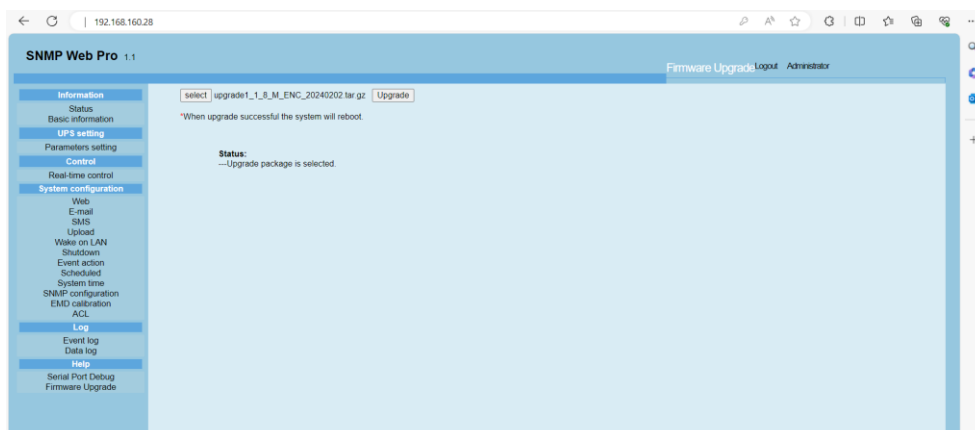 192.168.160.28
SNMP Web Pro 1.1
Firmware Upgrade Logout Administrator
Information
Status
Basic information
UPS setting
Parameters setting
Control
Real-time control
System configuration
Web
E-mail
SMS
Upload
Wake on LAN
Shutdown
Event action
Scheduled
System time
SNMP configuration
EMD calibration
ACL
Log
Event log
Data log
Help
Serial Port Debug
Firmware Upgrade
select upgrade1_1_8_M_ENC_20240202.tar.gz Upgrade
*When upgrade successful the system will reboot.
Status:
---Upgrade package is selected.